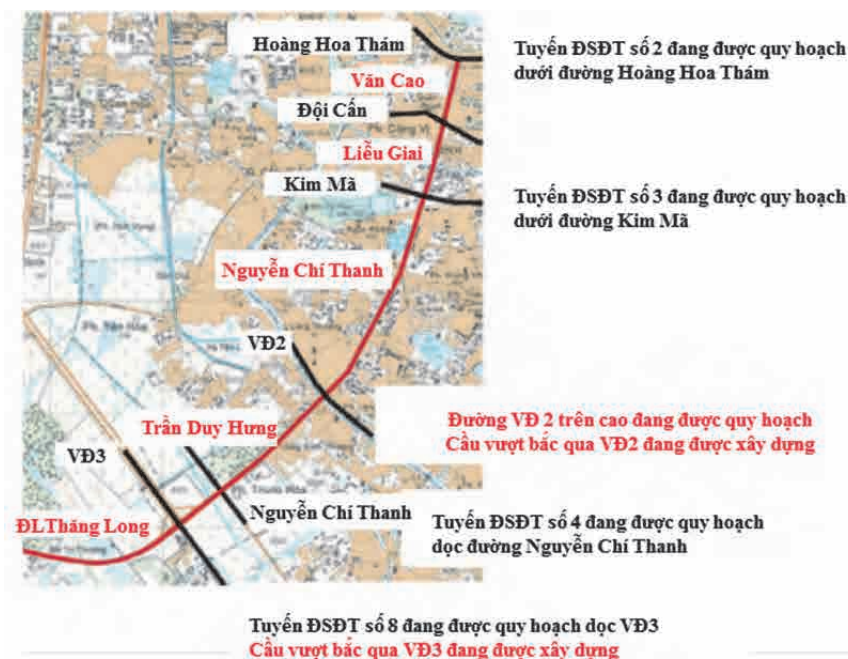 Hoàng Hoa Thám
Tuyến ĐSĐT số 2 đang được quy hoạch
dưới đường Hoàng Hoa Thám
Văn Cao
Đội Cấn
Liễu Giai
Kim Mã
Tuyến ĐSĐT số 3 đang được quy hoạch
dưới đường Kim Mã
Nguyễn Chí Thanh
VĐ2
Đường VĐ 2 trên cao đang được quy hoạch
Cầu vượt bắc qua VĐ2 đang được xây dựng
Trần Duy Hưng
VĐ3
Nguyễn Chí Thanh
ĐLThăng Long
Tuyến ĐSĐT số 4 đang được quy hoạch
dọc đường Nguyễn Chí Thanh
Tuyến ĐSĐT số 8 đang được quy hoạch dọc VĐ3
Cầu vượt bắc qua VĐ3 đang được xây dựng